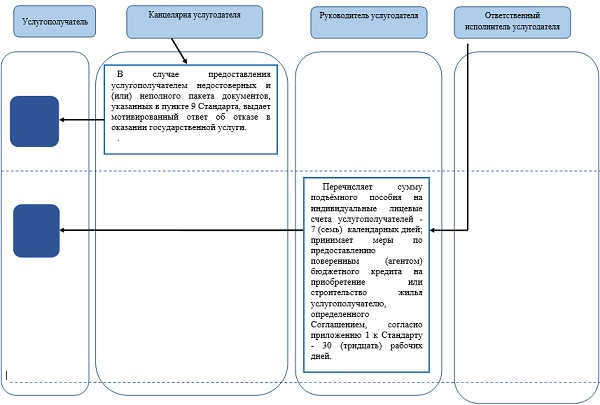 Услугополучатель
Канцелярия услугодателя
Руководитель услугодателя
Ответственный
исполнитель услугодателя
В случае предоставления
услугополучателем недостоверных и
(или) неполного пакета документов,
указанных в пункте 9 Стандарта, выдает
мотивированный ответ об отказе в
оказании государственной услуги.
.
Перечисляет сумму
подъёмного пособия на
индивидуальные лицевые
счета услугополучателей -
7 (семь) календарных дней;
принимает меры по
предоставлению
поверенным (агентом)
бюджетного кредита на
приобретение или
строительство жилья
услугополучателю,
определенного
Соглашением, согласно
приложению 1 к Стандарту
- 30 (тридцать) рабочих
дней.